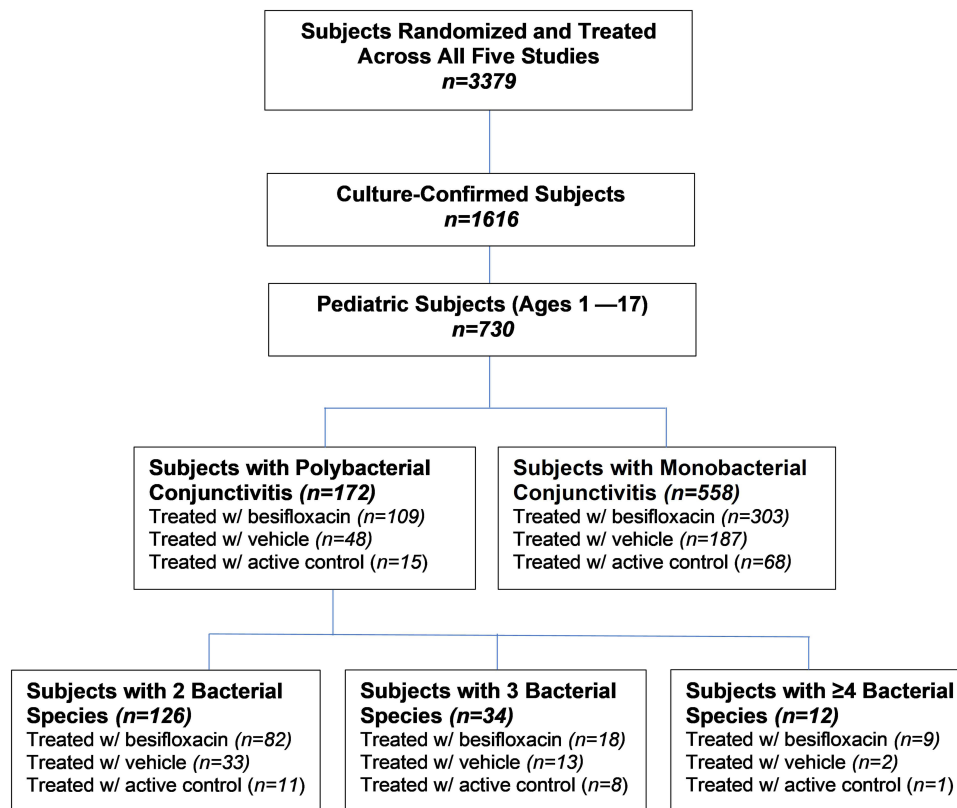 Subjects Randomized and Treated
Across All Five Studies
n=3379
Culture-Confirmed Subjects
n=1616
Pediatric Subjects (Ages 1 —17)
n=730
Subjects with Polybacterial
Conjunctivitis (n=172)
Treated w/ besifloxacin (n=109)
Treated w/ vehicle (n=48)
Treated w/ active control (n=15)
Subjects with Monobacterial
Conjunctivitis (n=558)
Treated w/ besifloxacin (n=303)
Treated w/ vehicle (n=187)
Treated w/ active control (n=68)
Subjects with 2 Bacterial
Species (n=126)
Treated w/ besifloxacin (n=82)
Treated w/ vehicle (n=33)
Treated w/ active control (n=11)
Subjects with 3 Bacterial
Species (n=34)
Treated w/ besifloxacin (n=18)
Treated w/ vehicle (n=13)
Treated w/ active control (n=8)
Subjects with ≥4 Bacterial
Species (n=12)
Treated w/ besifloxacin (n=9)
Treated w/ vehicle (n=2)
Treated w/ active control (n=1)